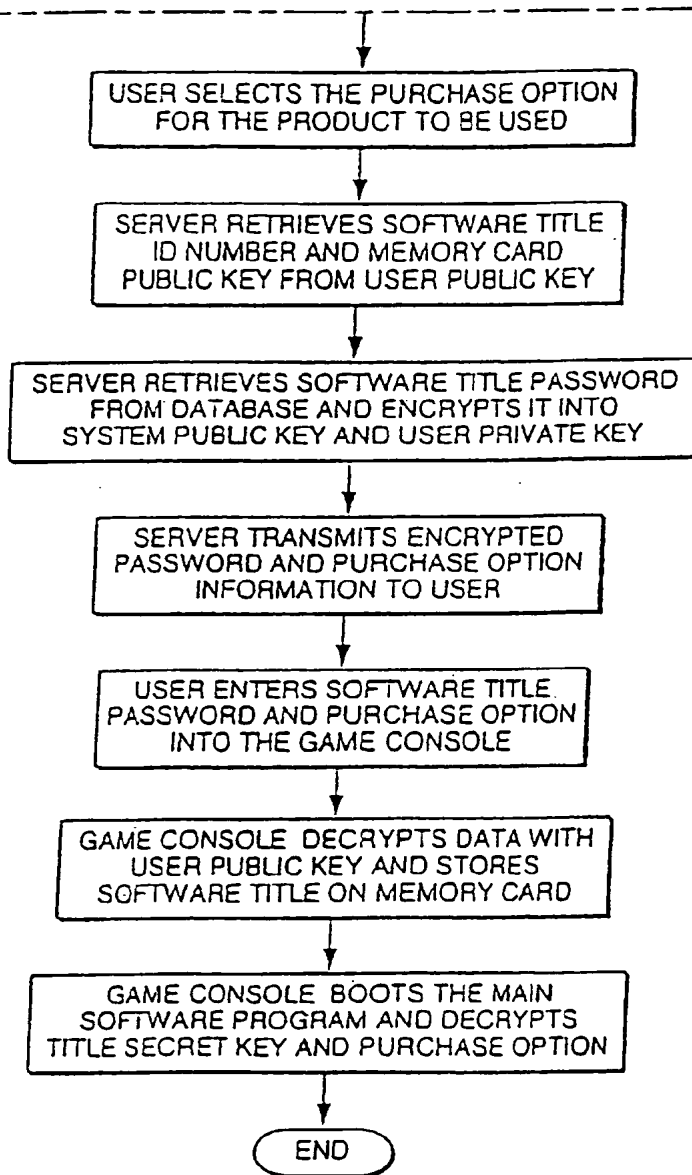 USER SELECTS THE PURCHASE OPTION
FOR THE PRODUCT TO BE USED
SERVER RETRIEVES SOFTWARE TITLE
ID NUMBER AND MEMORY CARD
PUBLIC KEY FROM USER PUBLIC KEY
SERVER RETRIEVES SOFTWARE TITLE PASSWORD
FROM DATABASE AND ENCRYPTS IT INTO
SYSTEM PUBLIC KEY AND USER PRIVATE KEY
SERVER TRANSMITS ENCRYPTED
PASSWORD AND PURCHASE OPTION
INFORMATION TO USER
USER ENTERS SOFTWARE TITLE
PASSWORD AND PURCHASE OPTION
INTO THE GAME CONSOLE
GAME CONSOLE DECRYPTS DATA WITH
USER PUBLIC KEY AND STORES
SOFTWARE TITLE ON MEMORY CARD
GAME CONSOLE BOOTS THE MAIN
SOFTWARE PROGRAM AND DECRYPTS
TITLE SECRET KEY AND PURCHASE OPTION
END